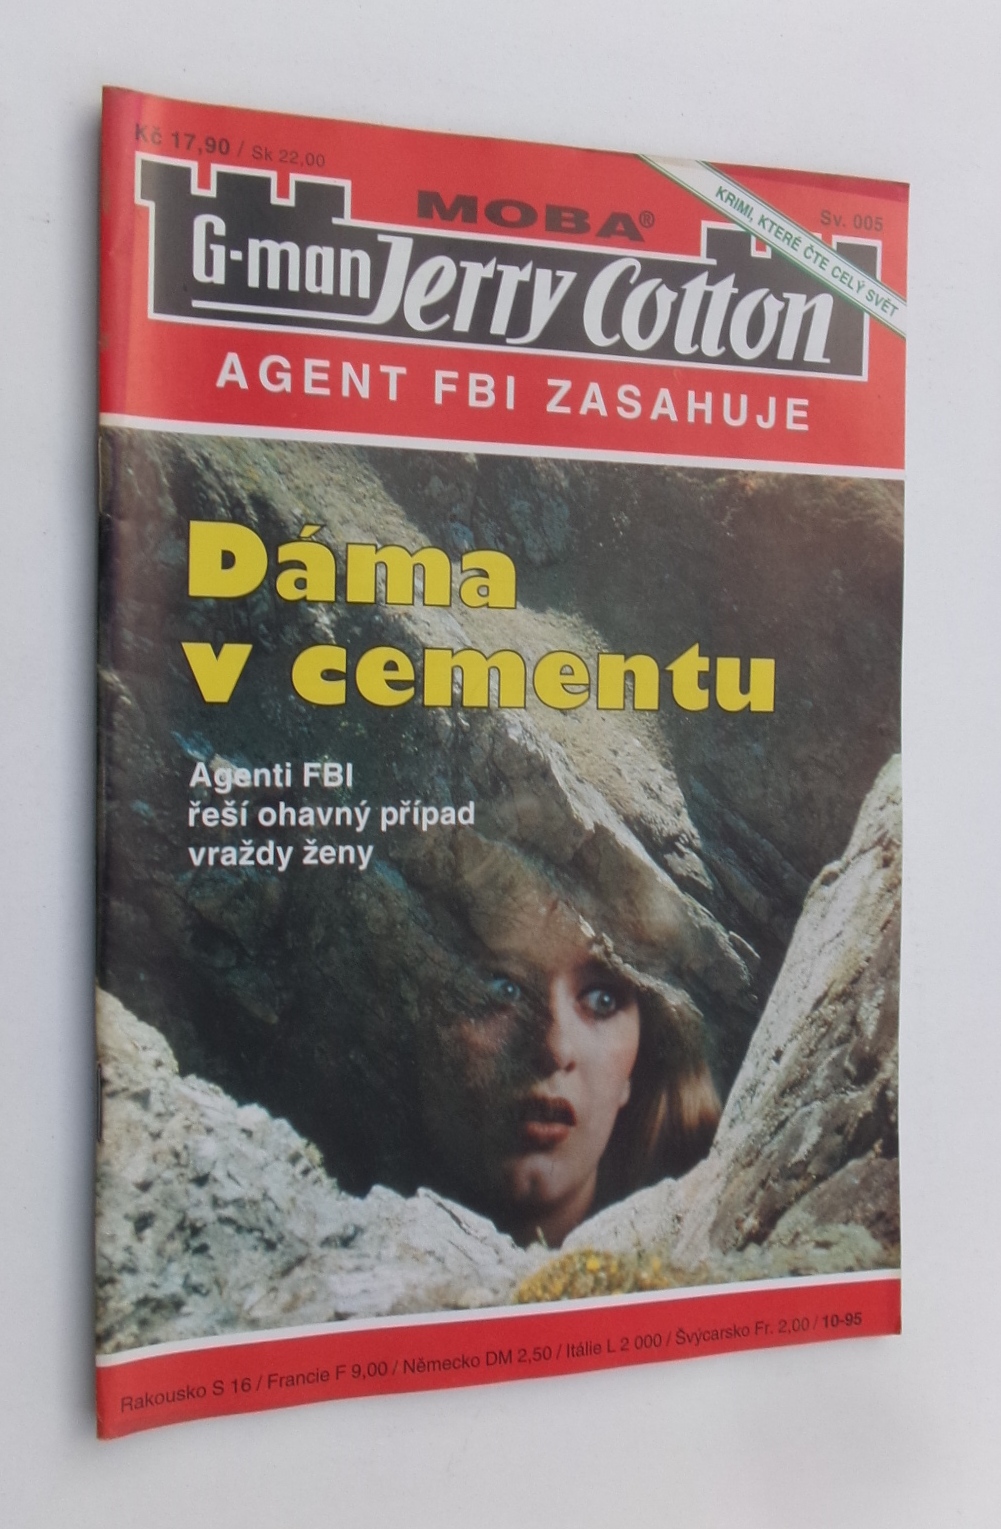 Kč 17,90 / Sk 22,00
MOBA®
Sv. 005
KRIMI, KTERÉ ČTE CELÝ SVĚT
G-man Jerry Cotton
AGENT FBI ZASAHUJE
Dáma
v cementu
Agenti FBI
řeší ohavný případ
vraždy ženy
Rakousko S 16 / Francie F 9,00 / Německo DM 2,50 / Itálie L 2 000 / Švýcarsko Fr. 2,00 / 10-95